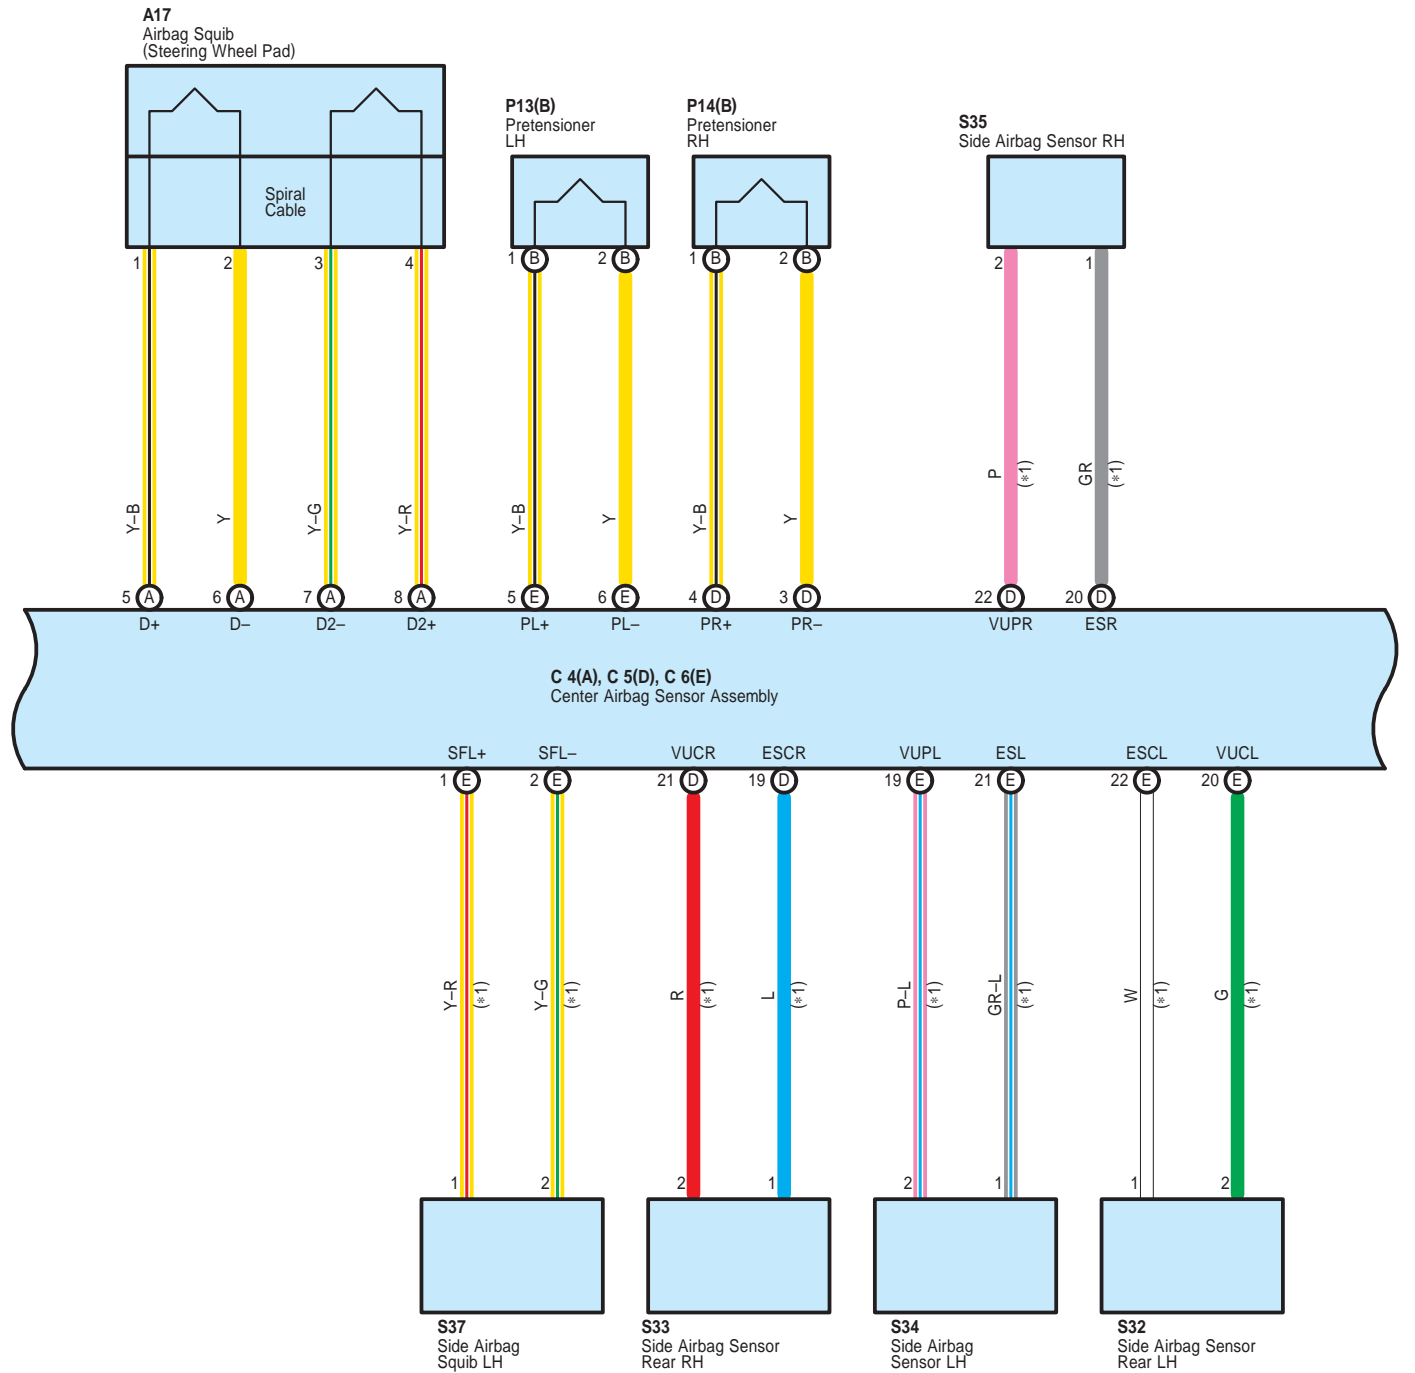 A17
Airbag Squib
(Steering Wheel Pad)
P13(B)
Pretensioner
LH
P14(B)
Pretensioner
RH
S35
Side Airbag Sensor RH
Spiral
Cable
1 2 3 4
1 B 2 B
1 B 2 B
2 1
Y–B Y Y–G Y–R
Y–B Y
Y–B Y
P (*1) GR (*1)
5 A 6 A 7 A 8 A
5 E 6 E
4 D 3 D
22 D 20 D
D+ D– D2– D2+
PL+ PL–
PR+ PR–
VUPR ESR
C 4(A), C 5(D), C 6(E)
Center Airbag Sensor Assembly
SFL+ SFL– VUCR ESCR VUPL ESL ESCL VUCL
1 E 2 E 21 D 19 D 19 E 21 E 22 E 20 E
Y–R (*1) Y–G (*1) R (*1) L (*1) P–L (*1) GR–L (*1) W (*1) G (*1)
1 2 2 1 2 1 1 2
S37
Side Airbag
Squib LH
S33
Side Airbag Sensor
Rear RH
S34
Side Airbag
Sensor LH
S32
Side Airbag Sensor
Rear LH